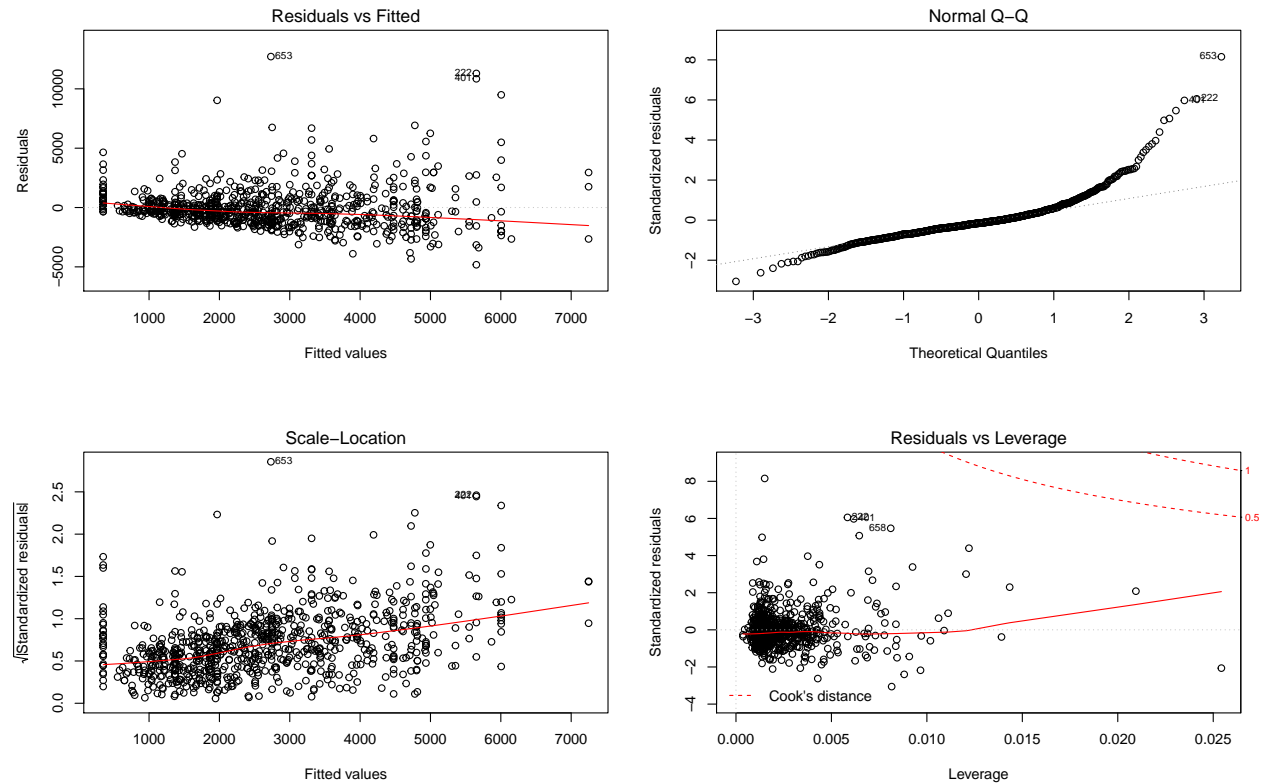 Residuals vs Fitted
Residuals
10000
5000
0
−5000
653
222
401
1000 2000 3000 4000 5000 6000 7000
Fitted values
Normal Q−Q
Standardized residuals
8
6
4
2
0
−2
653
222
−3 −2 −1 0 1 2 3
Theoretical Quantiles
Scale−Location
√|Standardized residuals|
2.5
2.0
1.5
1.0
0.5
0.0
653
1000 2000 3000 4000 5000 6000 7000
Fitted values
Residuals vs Leverage
Standardized residuals
8
6
4
2
0
−2
−4
401
658
1
0.5
Cook's distance
0.000 0.005 0.010 0.015 0.020 0.025
Leverage